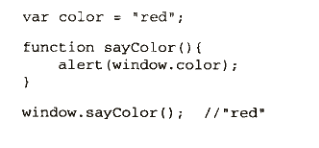 var color = "red";
function sayColor(){
alert(window.color);
}
window.sayColor(); //"red"